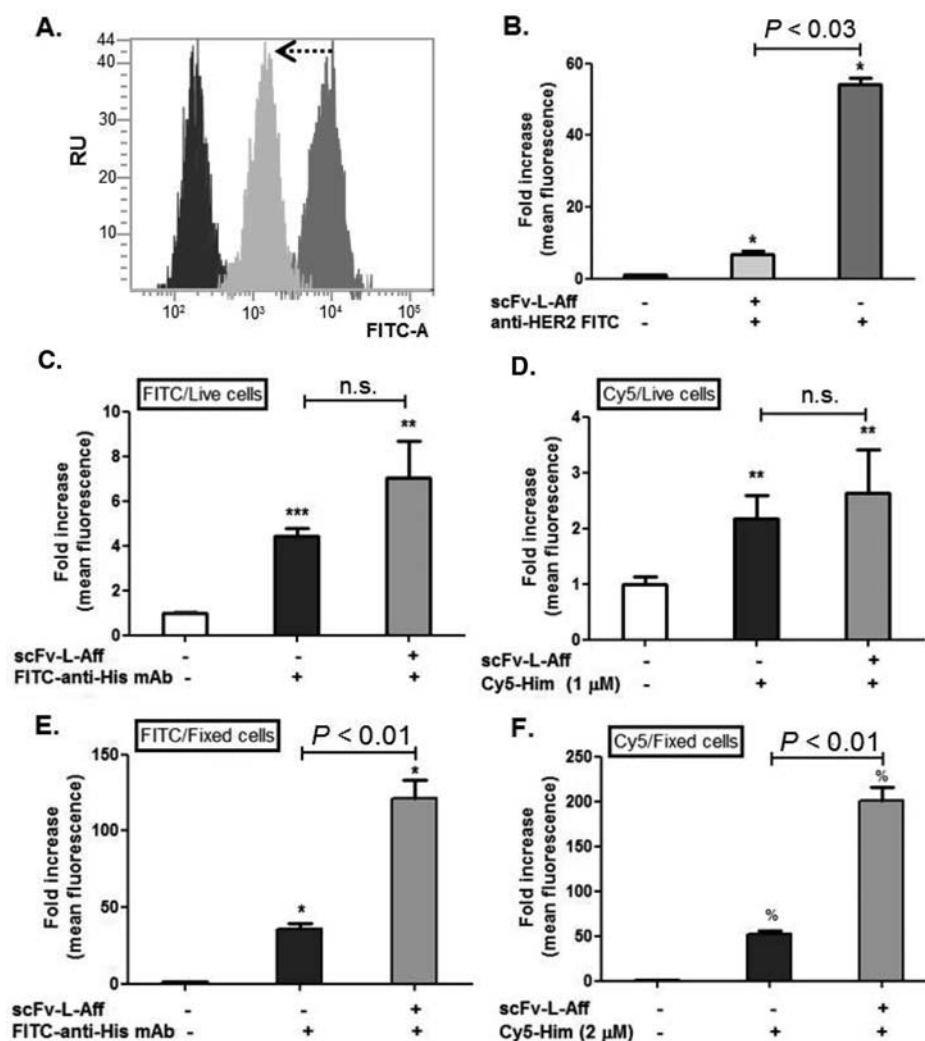 A.
44
40
30
20
10
RU
10²
10³
10⁴
10⁵
FITC-A
B.
P < 0.03
*
*
60
40
20
0
Fold increase
(mean fluorescence)
scFv-L-Aff - + -
anti-HER2 FITC - + +
C.
FITC/Live cells
n.s.
**
***
10
8
6
4
2
0
Fold increase
(mean fluorescence)
scFv-L-Aff - - +
FITC-anti-His mAb - + +
D.
Cy5/Live cells
n.s.
**
**
4
3
2
1
0
Fold increase
(mean fluorescence)
scFv-L-Aff - - +
Cy5-Him (1 μM) - + +
E.
FITC/Fixed cells
P < 0.01
*
*
150
100
50
0
Fold increase
(mean fluorescence)
scFv-L-Aff - - +
FITC-anti-His mAb - + +
F.
Cy5/Fixed cells
P < 0.01
%
%
250
200
150
100
50
0
Fold increase
(mean fluorescence)
scFv-L-Aff - - +
Cy5-Him (2 μM) - + +